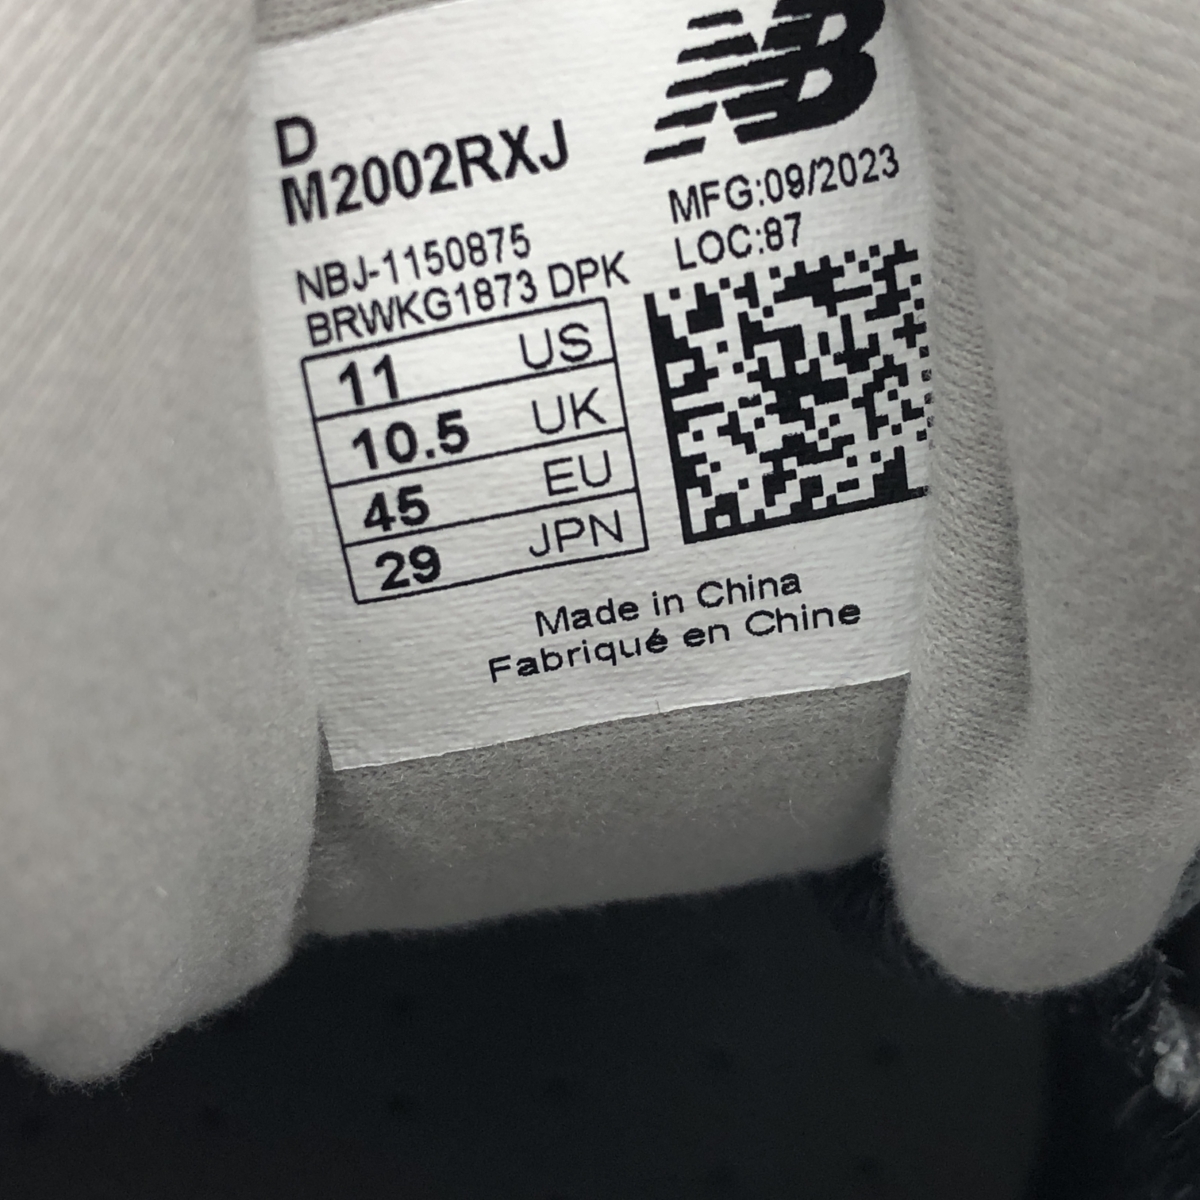 NB
D
M2002RXJ
MFG:09/2023
LOC:87
NBJ-1150875
BRWKG1873 DPK
11 US
10.5 UK
45 EU
29 JPN
Made in China
Fabriqué en Chine